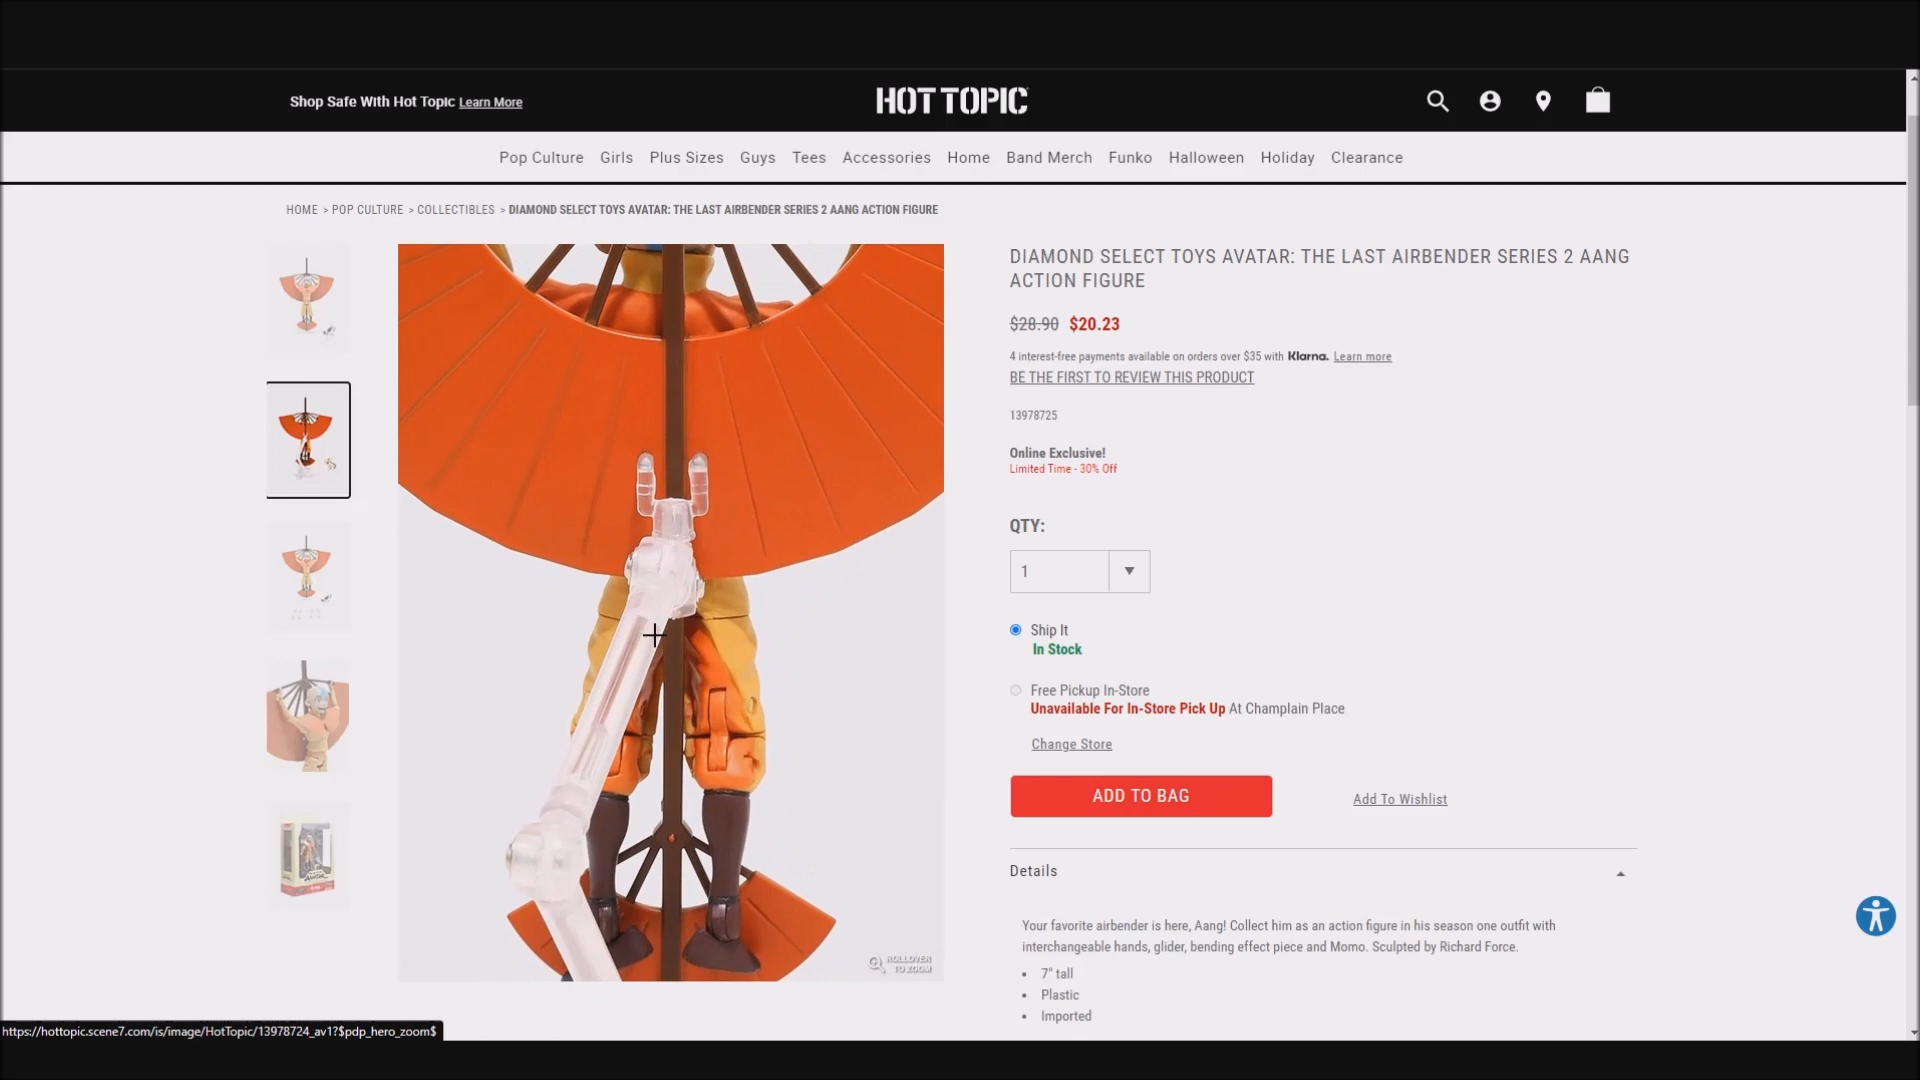 Shop Safe With Hot Topic Learn More
HOT TOPIC
Pop Culture Girls Plus Sizes Guys Tees Accessories Home Band Merch Funko Halloween Holiday Clearance
HOME > POP CULTURE > COLLECTIBLES > DIAMOND SELECT TOYS AVATAR: THE LAST AIRBENDER SERIES 2 AANG ACTION FIGURE
DIAMOND SELECT TOYS AVATAR: THE LAST AIRBENDER SERIES 2 AANG
ACTION FIGURE
$28.90 $20.23
4 interest-free payments available on orders over $35 with Klarna. Learn more
BE THE FIRST TO REVIEW THIS PRODUCT
13978725
Online Exclusive!
Limited Time - 30% Off
QTY:
1
Ship It
In Stock
Free Pickup In-Store
Unavailable For In-Store Pick Up At Champlain Place
Change Store
ADD TO BAG
Add To Wishlist
Details
Your favorite airbender is here, Aang! Collect him as an action figure in his season one outfit with
interchangeable hands, glider, bending effect piece and Momo. Sculpted by Richard Force.
7" tall
Plastic
Imported
ROLLOVER
TO ZOOM
https://hottopic.scene7.com/is/image/HotTopic/13978724_av1?$pdp_hero_zoom$